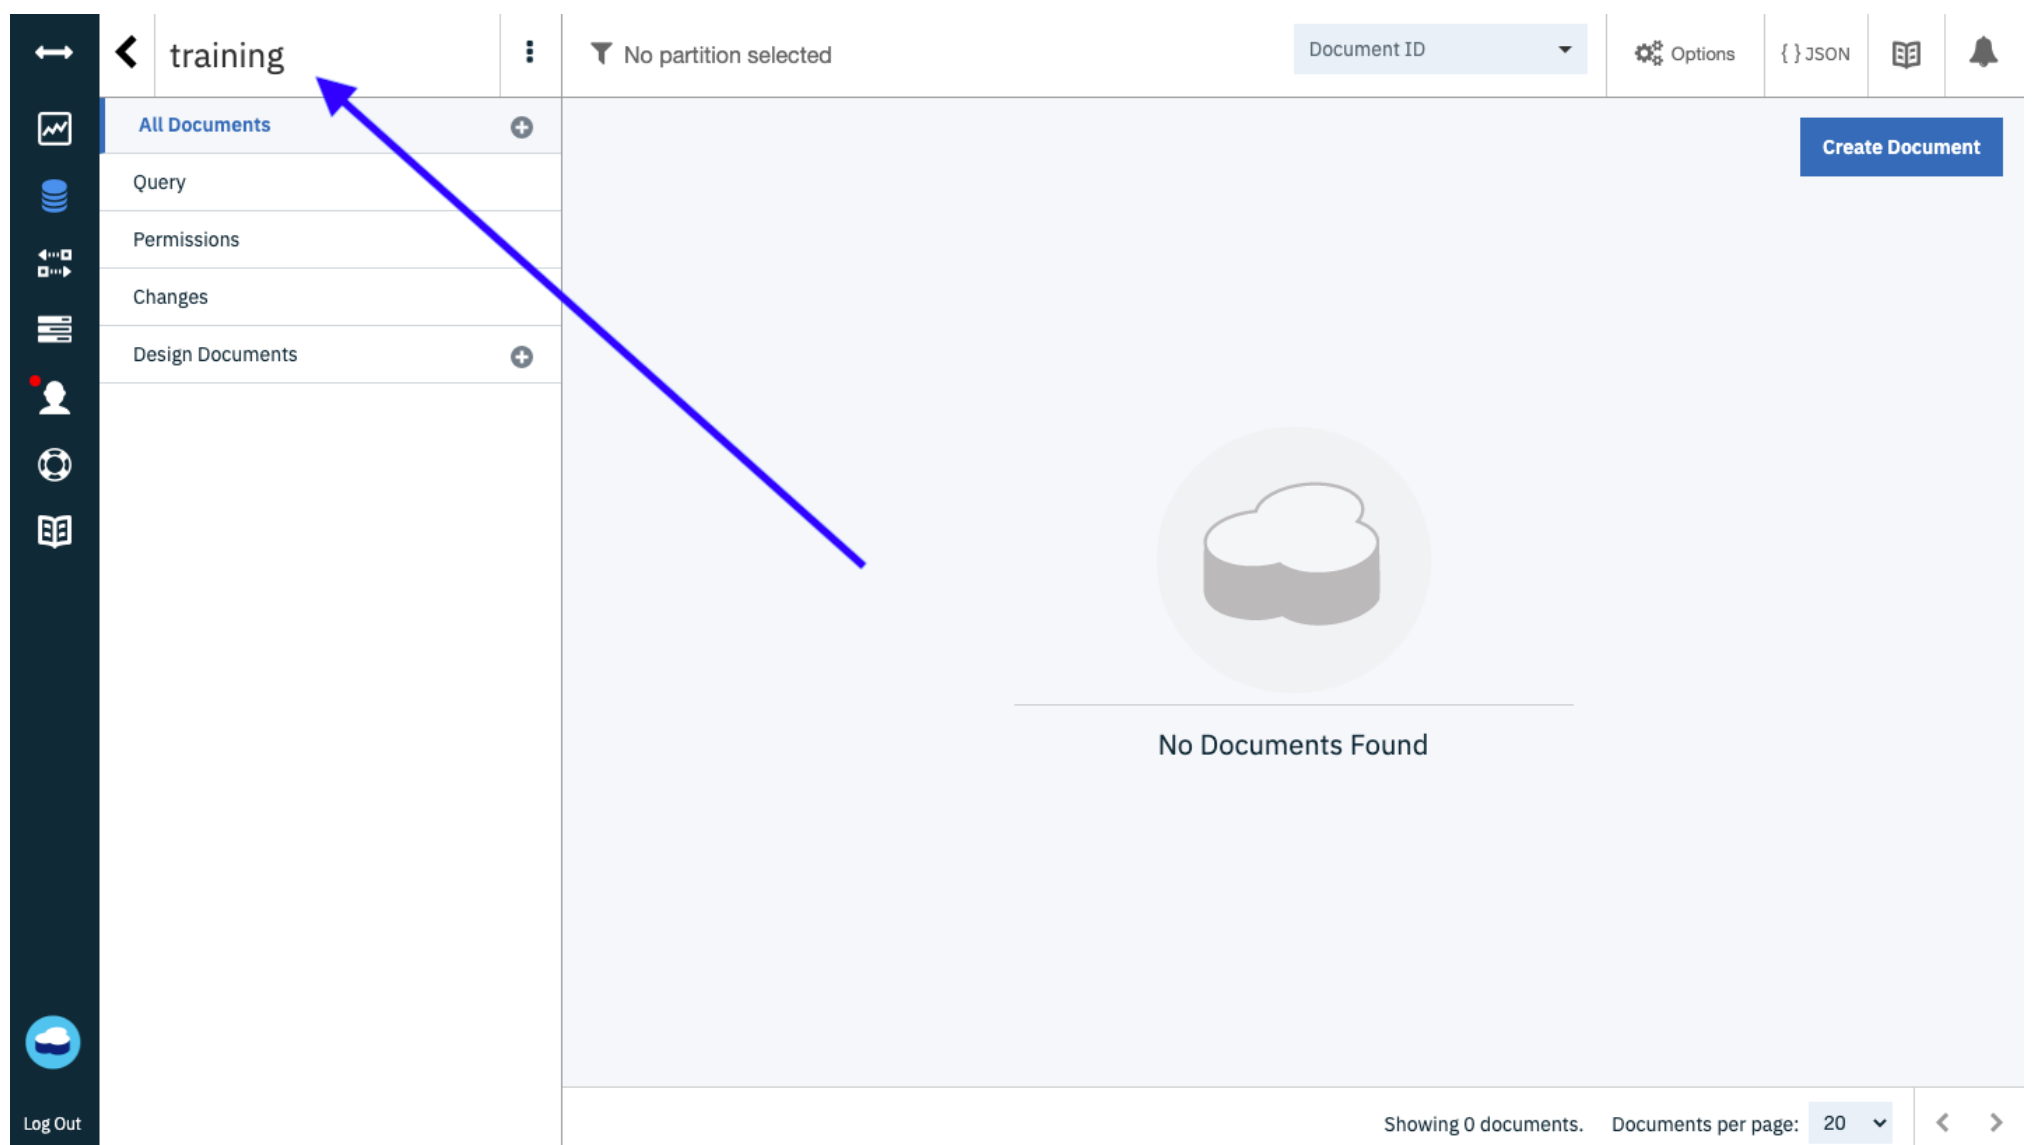 training
No partition selected
Document ID
Options
{ } JSON
All Documents
Create Document
Query
Permissions
Changes
Design Documents
No Documents Found
Log Out
Showing 0 documents.
Documents per page: 20